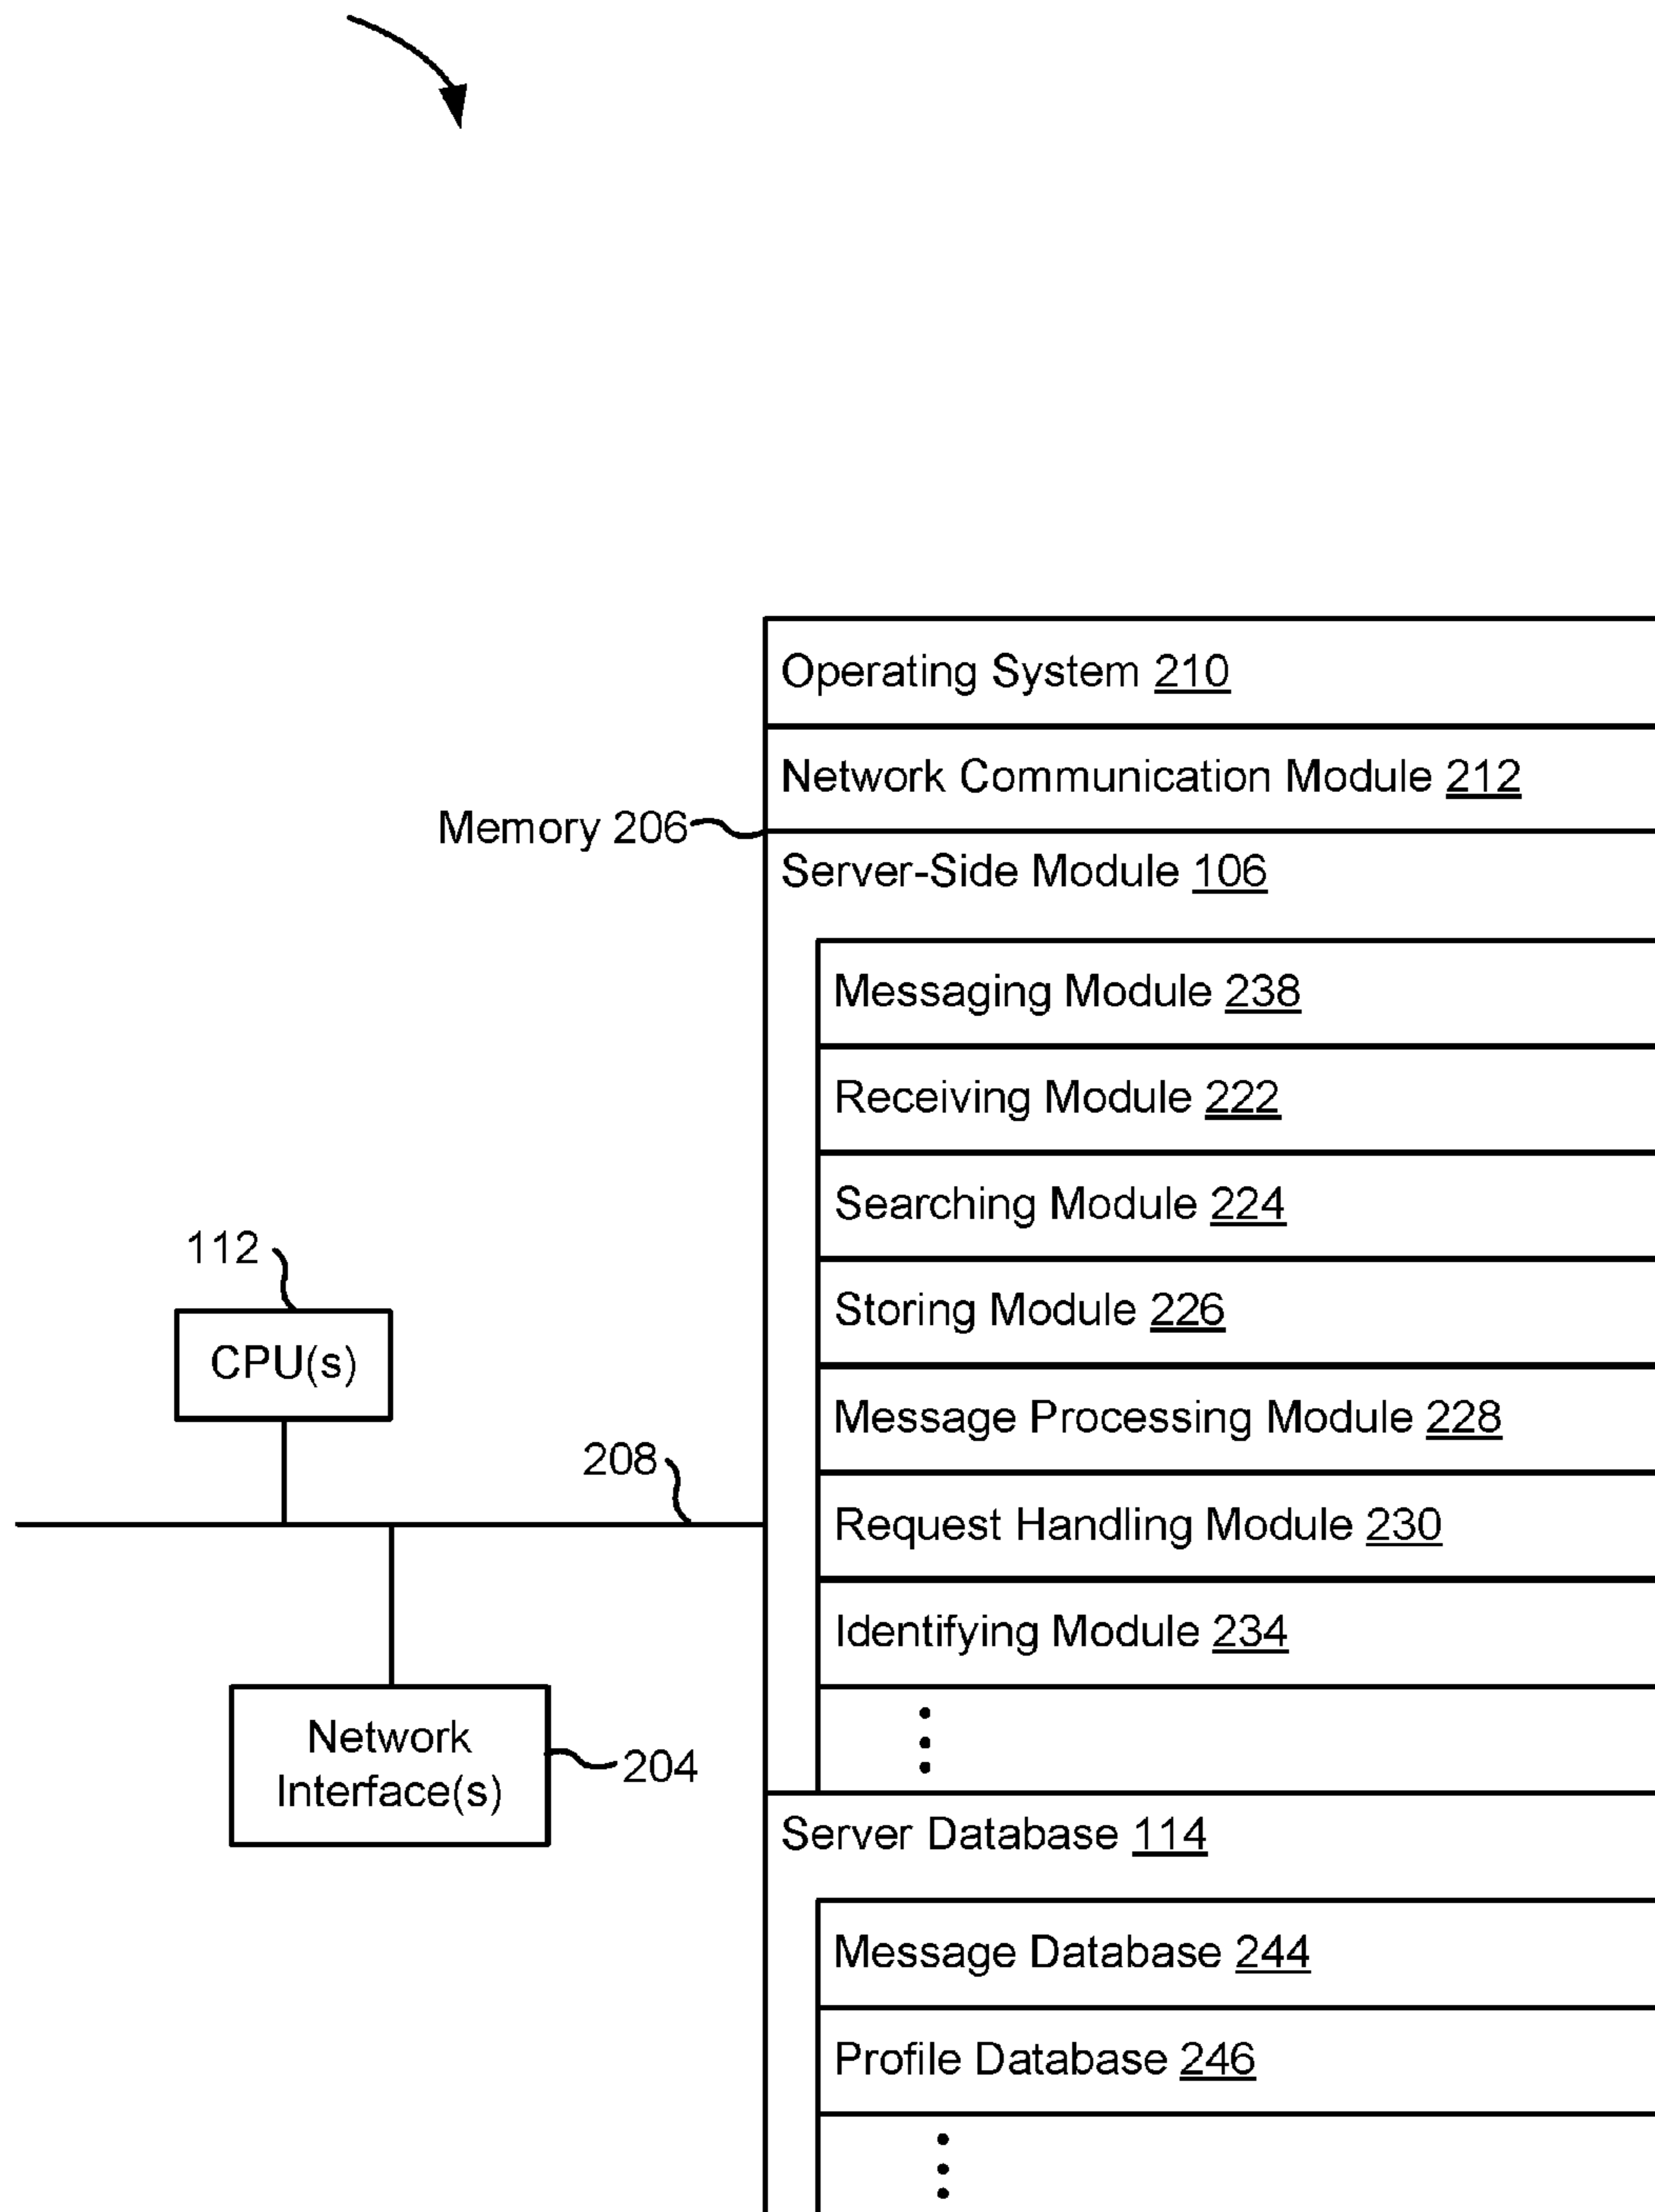 Operating System 210
Network Communication Module 212
Memory 206
Server-Side Module 106
Messaging Module 238
Receiving Module 222
Searching Module 224
112
Storing Module 226
CPU(s)
Message Processing Module 228
208
Request Handling Module 230
Identifying Module 234
Network
Interface(s)
204
Server Database 114
Message Database 244
Profile Database 246